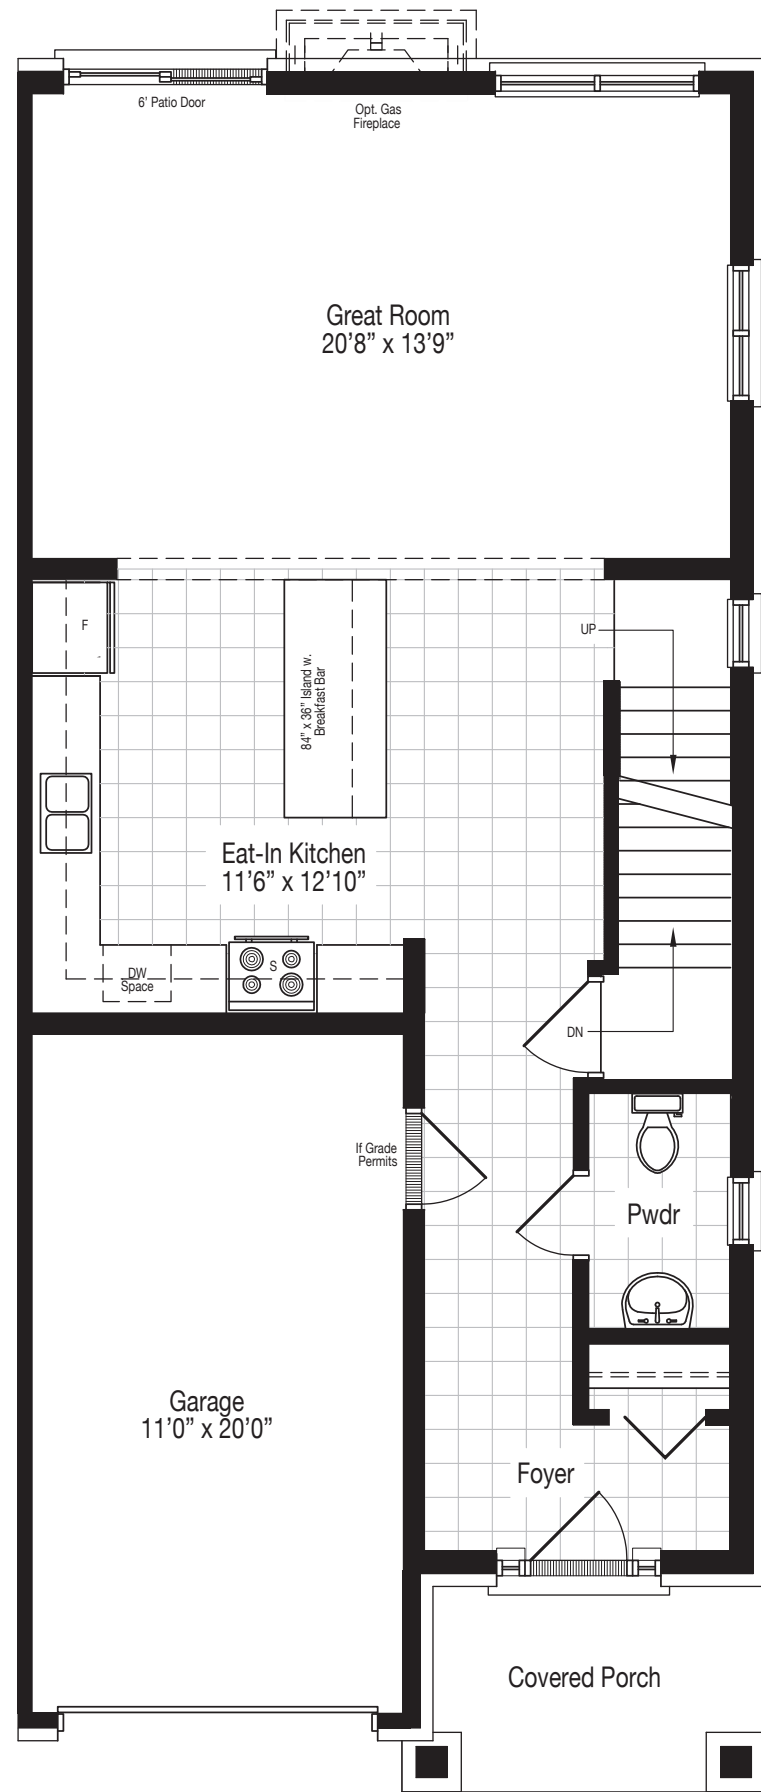 6' Patio Door
Opt. Gas
Fireplace
Great Room
20’8” x 13’9”
F
UP
84" x 36" Island w.
Breakfast Bar
Eat-In Kitchen
11’6” x 12’10”
S
DW
Space
DN
If Grade
Permits
Pwdr
Garage
11’0” x 20’0”
Foyer
Covered Porch